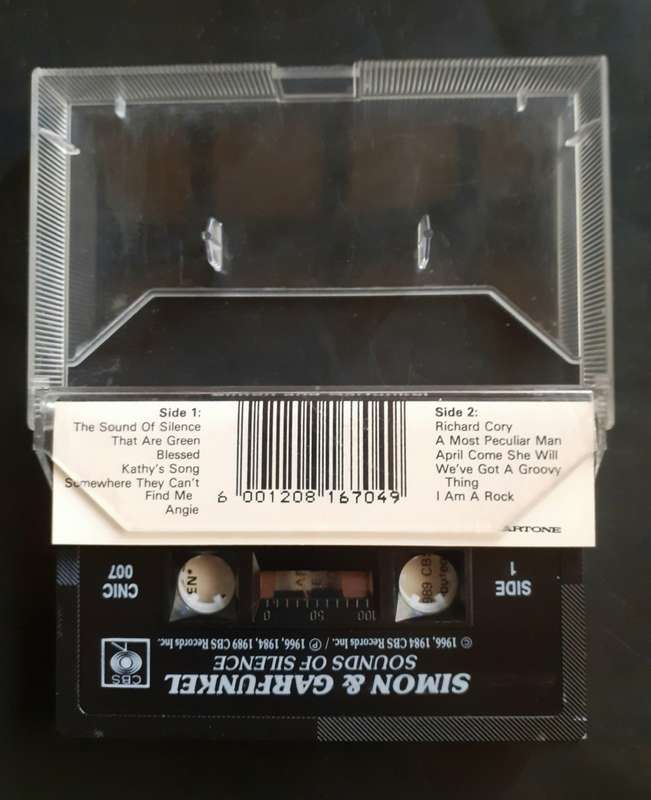 Side 1:
The Sound Of Silence
That Are Green
Blessed
Kathy's Song
Somewhere They Can't
Find Me
Angie
6 001208 167049
Side 2:
Richard Cory
A Most Peculiar Man
April Come She Will
We've Got A Groovy
Thing
I Am A Rock
ARTONE
SIMON & GARFUNKEL
SOUNDS OF SILENCE
© 1966, 1984 CBS Records Inc. / ℗ 1966, 1984, 1989 CBS Records Inc.
CBS
0 50 100
SIDE
1
CNIC
007